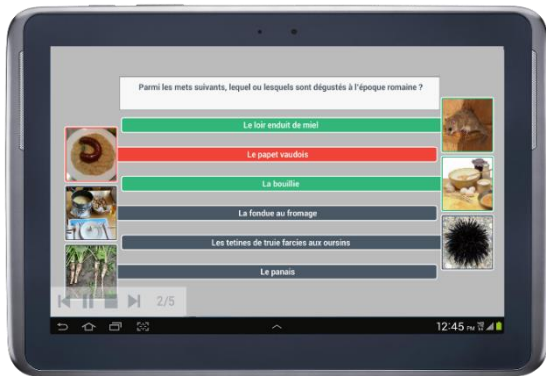 Parmi les mets suivants, lequel ou lesquels sont dégustés à l'époque romaine ?
Le loir enduit de miel
Le papet vaudois
La bouillie
La fondue au fromage
Les tetines de truie farcies aux oursins
Le panais
2/5
12:45 PM